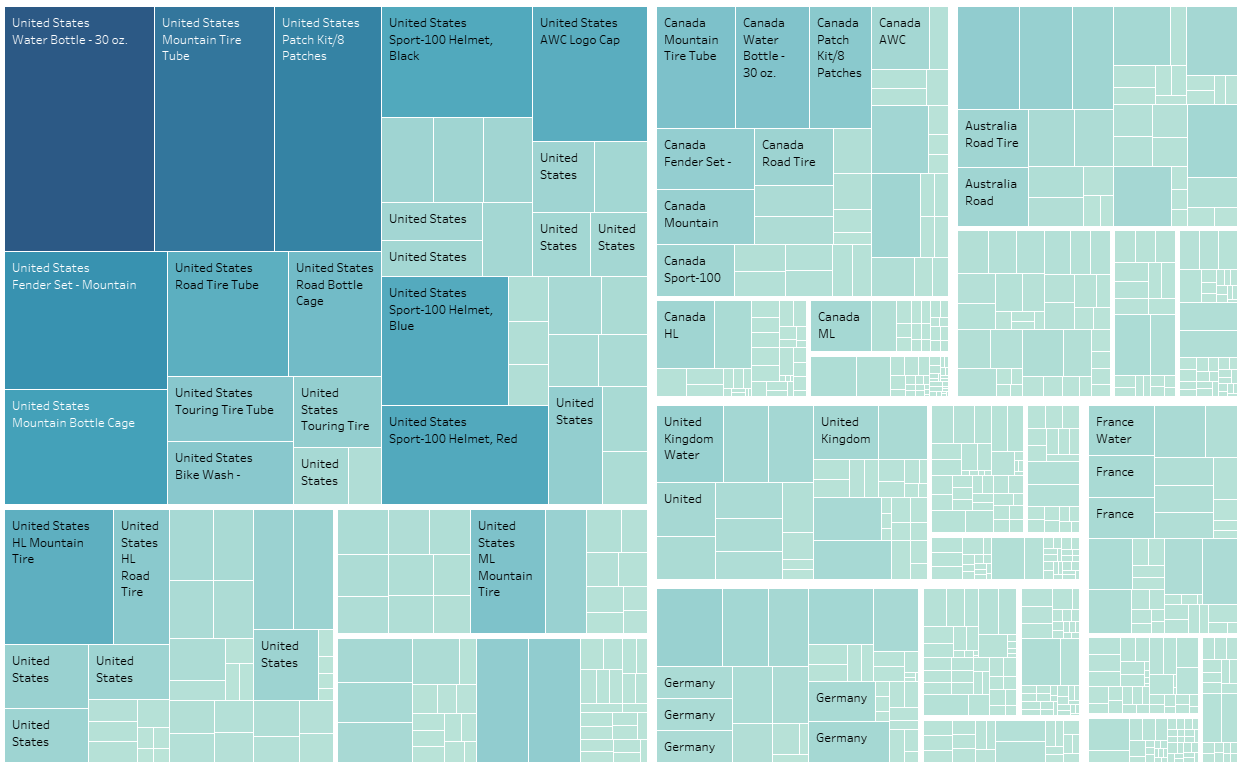 United States
Water Bottle - 30 oz.
United States
Mountain Tire
Tube
United States
Patch Kit/8
Patches
United States
Sport-100 Helmet,
Black
United States
AWC Logo Cap
United
States
United States
United States
United
States
United
States
United States
Fender Set - Mountain
United States
Road Tire Tube
United States
Road Bottle
Cage
United States
Sport-100 Helmet,
Blue
United States
Mountain Bottle Cage
United States
Touring Tire Tube
United
States
Touring Tire
United States
Bike Wash -
United
States
United States
Sport-100 Helmet, Red
United
States
United States
HL Mountain
Tire
United
States
HL
Road
Tire
United
States
ML
Mountain
Tire
United
States
United
States
United
States
United
States
Canada
Mountain
Tire Tube
Canada
Water
Bottle -
30 oz.
Canada
Patch
Kit/8
Patches
Canada
AWC
Canada
Fender Set -
Canada
Road Tire
Canada
Mountain
Canada
Sport-100
Canada
HL
Canada
ML
Australia
Road Tire
Australia
Road
United
Kingdom
Water
United
Kingdom
United
France
Water
France
France
Germany
Germany
Germany
Germany
Germany